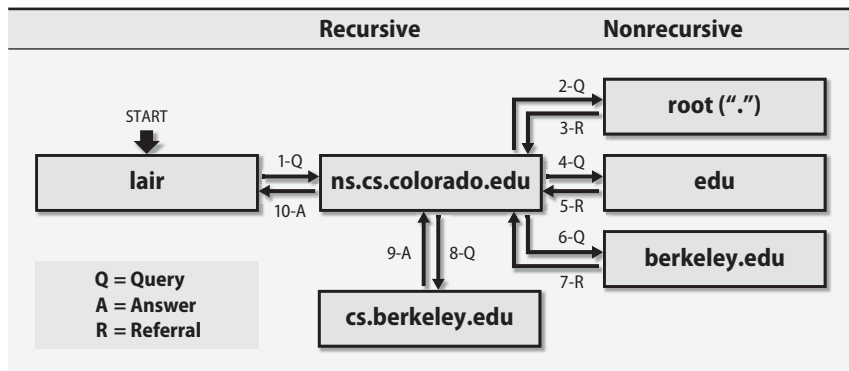 Recursive
Nonrecursive
START
lair
1-Q
10-A
ns.cs.colorado.edu
2-Q
3-R
root (“.”)
4-Q
5-R
edu
6-Q
7-R
berkeley.edu
9-A
8-Q
cs.berkeley.edu
Q = Query
A = Answer
R = Referral